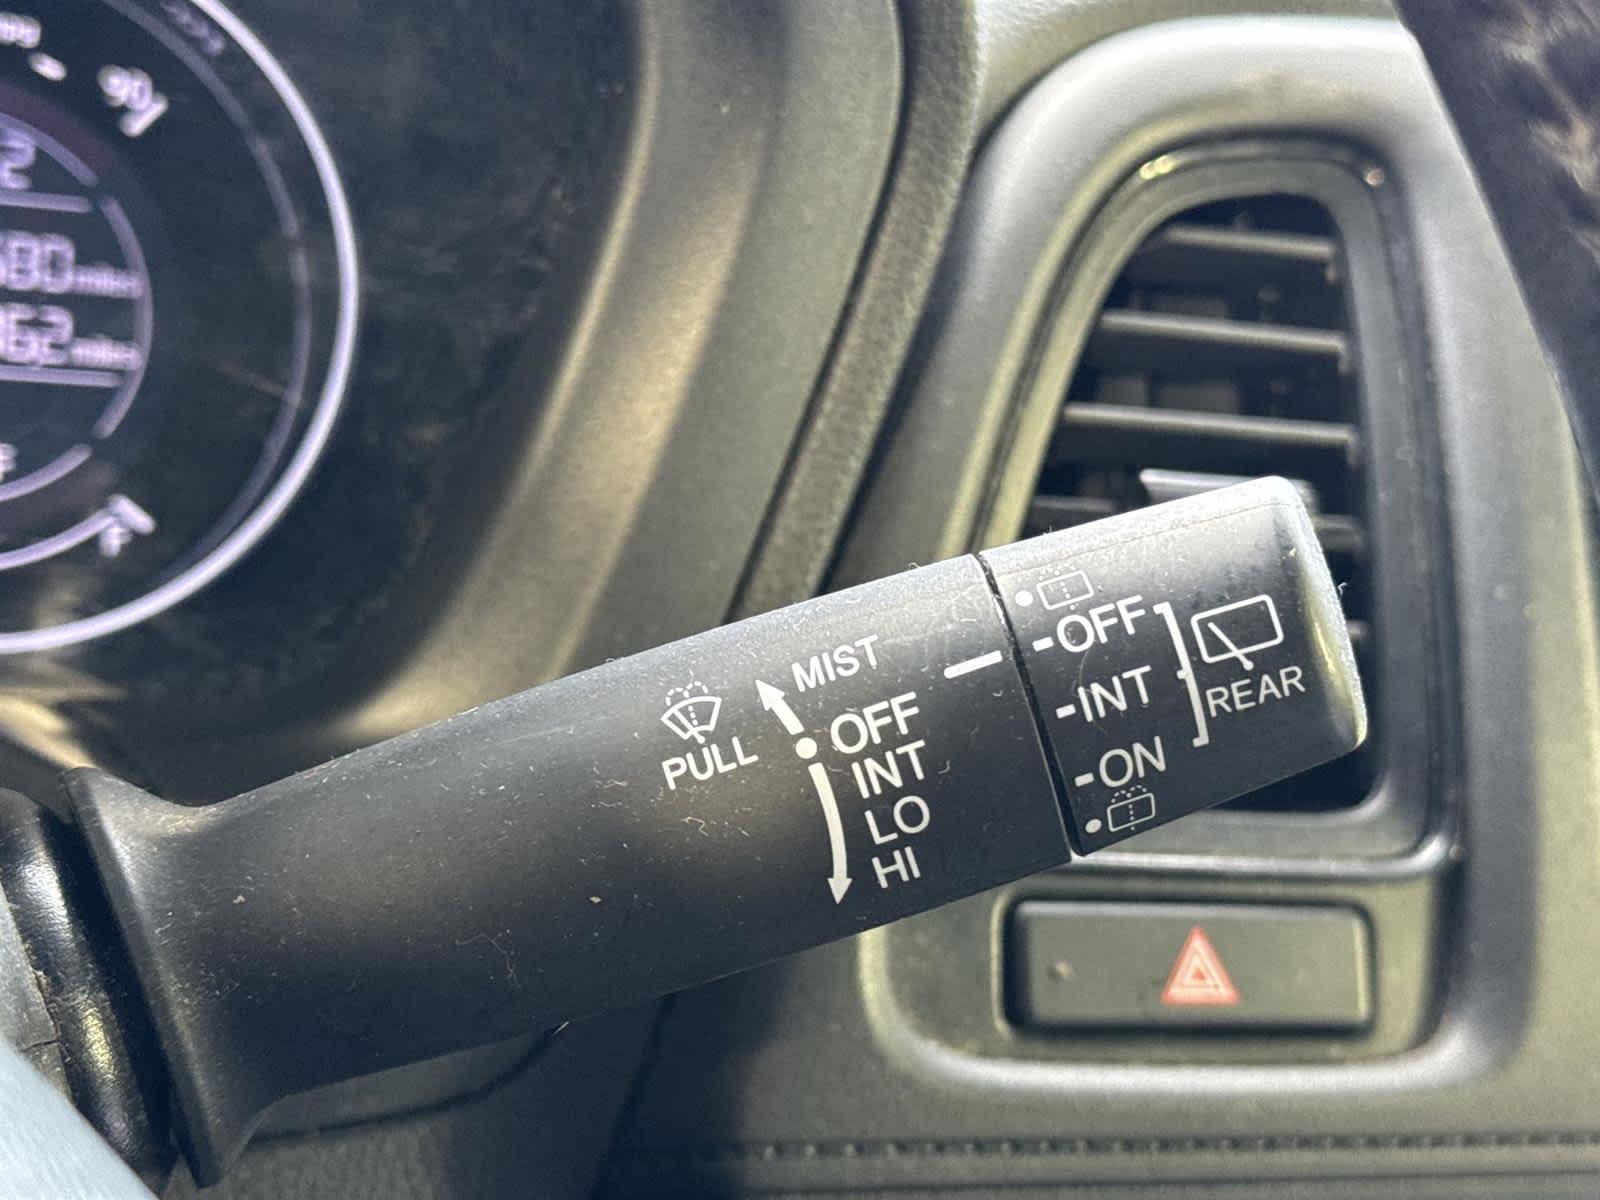 MIST
OFF
INT
LO
HI
PULL
-OFF
-INT
-ON
REAR